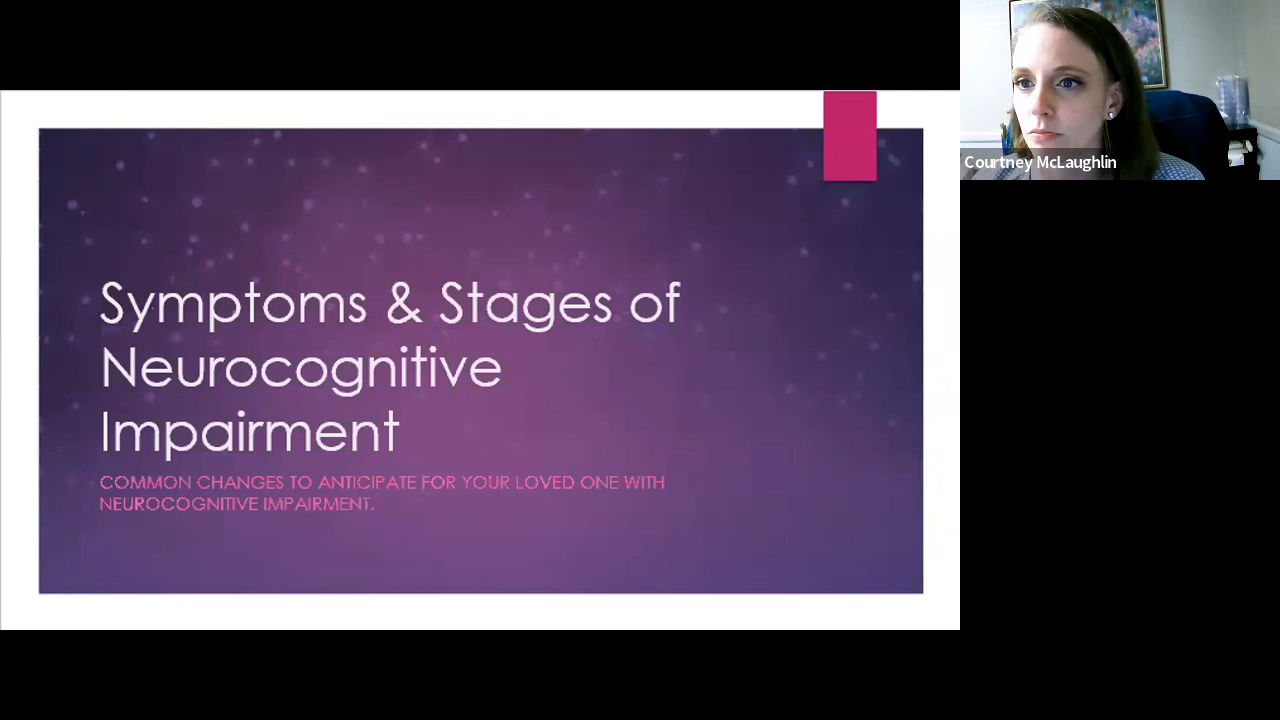 Symptoms & Stages of
Neurocognitive
Impairment
COMMON CHANGES TO ANTICIPATE FOR YOUR LOVED ONE WITH
NEUROCOGNITIVE IMPAIRMENT.
Courtney McLaughlin